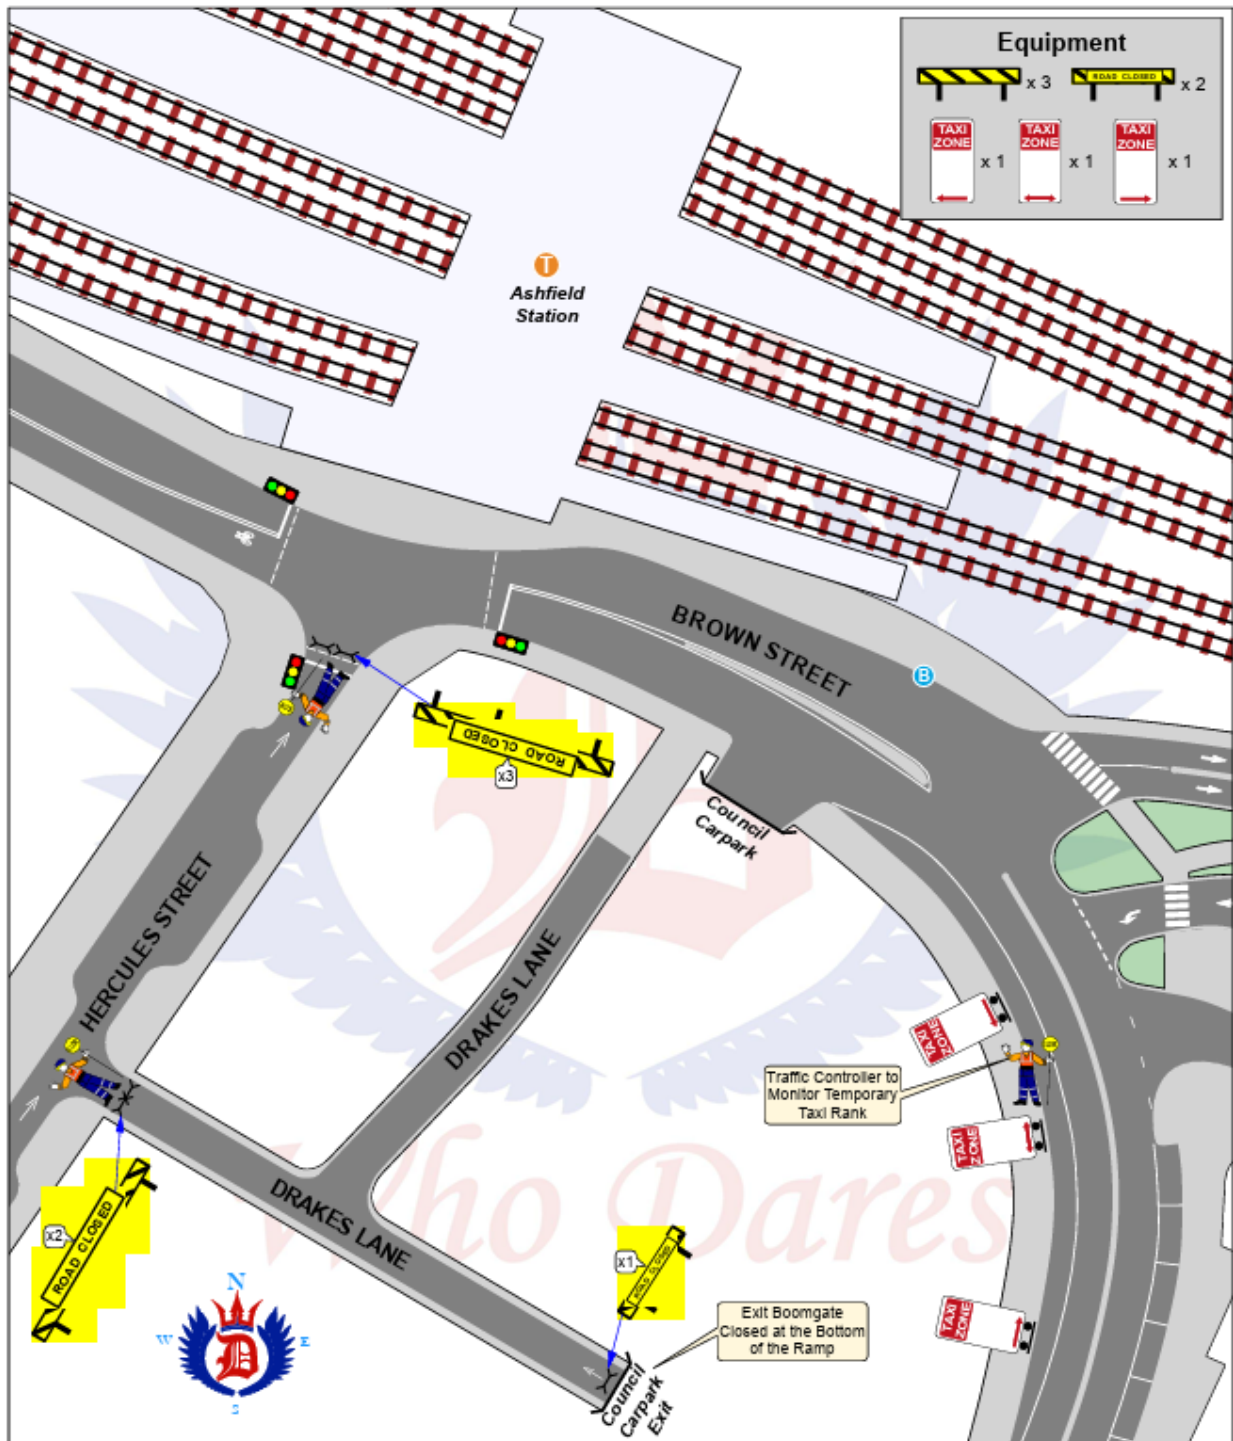 Equipment
x 3
ROAD CLOSED
x 2
TAXI
ZONE
x 1
TAXI
ZONE
x 1
TAXI
ZONE
x 1
T
Ashfield
Station
BROWN STREET
B
ROAD CLOSED
x3
Council
Carpark
HERCULES STREET
DRAKES LANE
TAXI
ZONE
Traffic Controller to
Monitor Temporary
Taxi Rank
TAXI
ZONE
DRAKES LANE
Who Dares
ROAD CLOSED
x2
x1
ROAD CLOSED
TAXI
ZONE
Exit Boomgate
Closed at the Bottom
of the Ramp
Council
Carpark
Exit
N
W
E
S
D